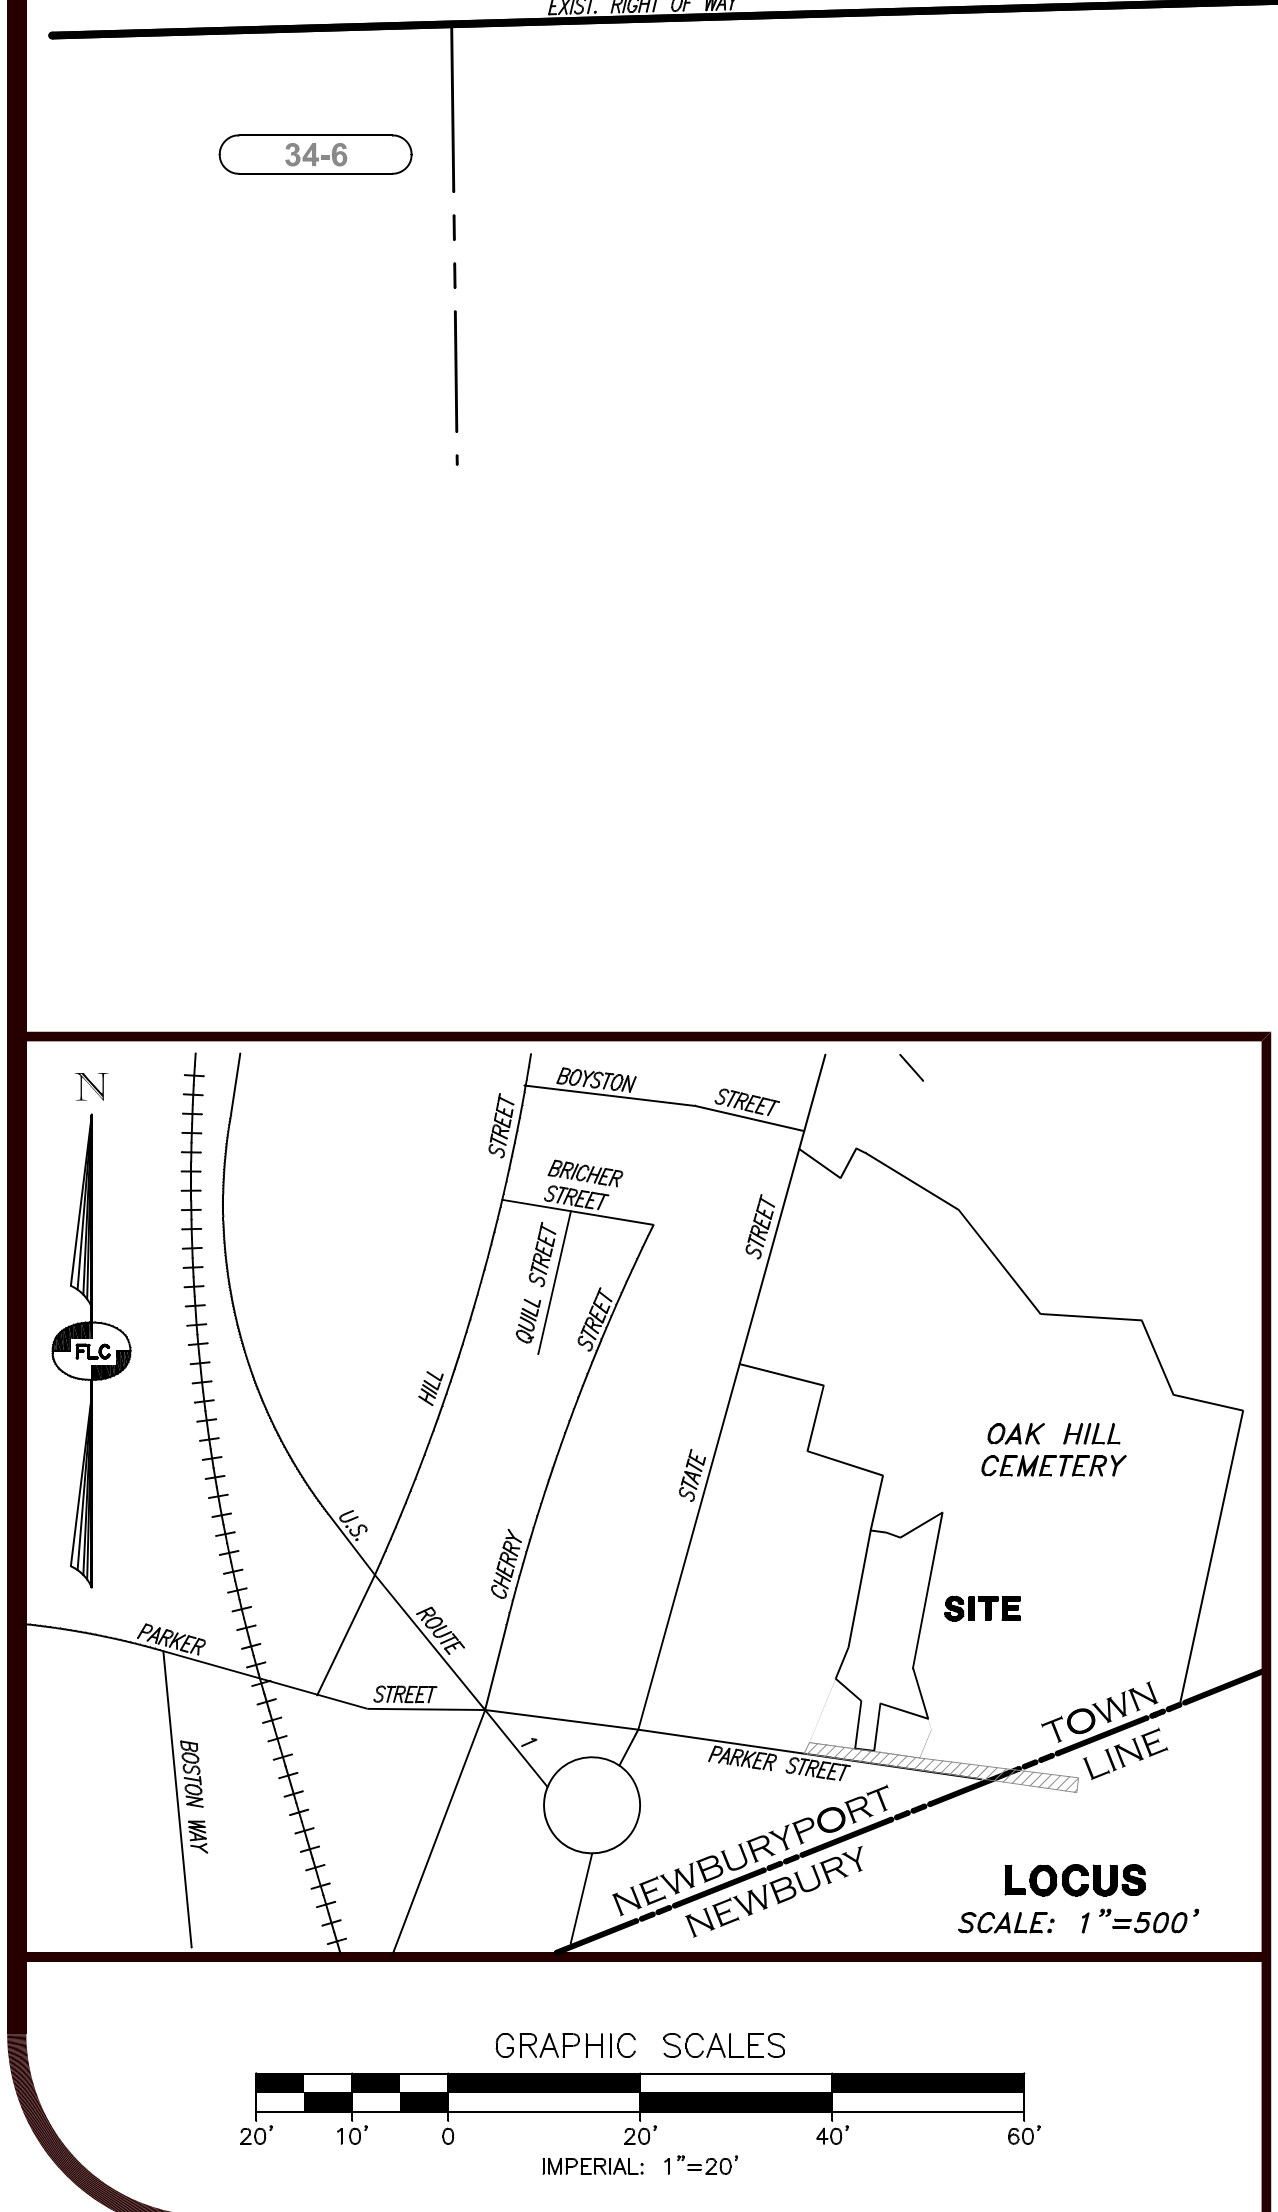 EXIST. RIGHT OF WAY
34-6
N
BOYSTON
STREET
STREET
BRICHER
STREET
STREET
QUILL STREET
STREET
FLC
HILL
OAK HILL
CEMETERY
STATE
U.S.
CHERRY
SITE
ROUTE
PARKER
STREET
1
TOWN
LINE
PARKER STREET
BOSTON WAY
NEWBURYPORT
NEWBURY
LOCUS
SCALE: 1"=500'
GRAPHIC SCALES
20' 10' 0 20' 40' 60'
IMPERIAL: 1"=20'